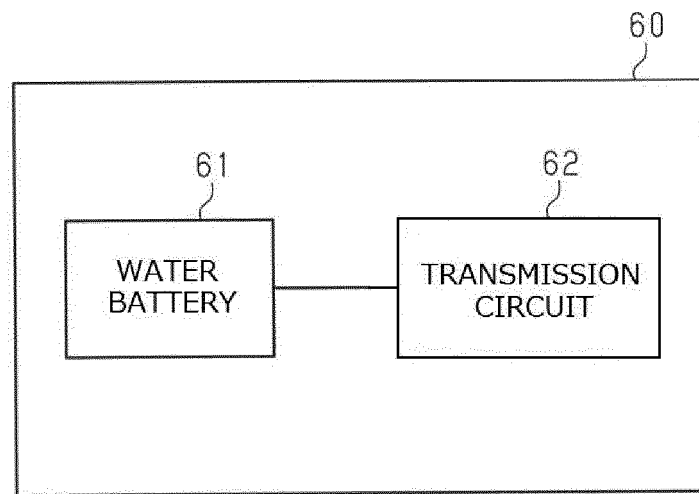 60
61
62
WATER
BATTERY
TRANSMISSION
CIRCUIT